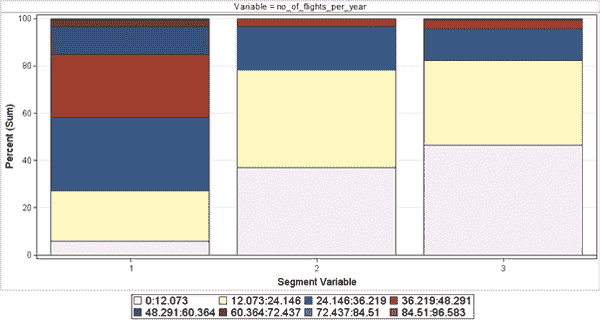 Variable = no_of_flights_per_year
100
80
60
40
20
0
Percent (Sum)
1 2 3
Segment Variable
0:12.073 12.073:24.146 24.146:36.219 36.219:48.291
48.291:60.364 60.364:72.437 72.437:84.51 84.51:96.583